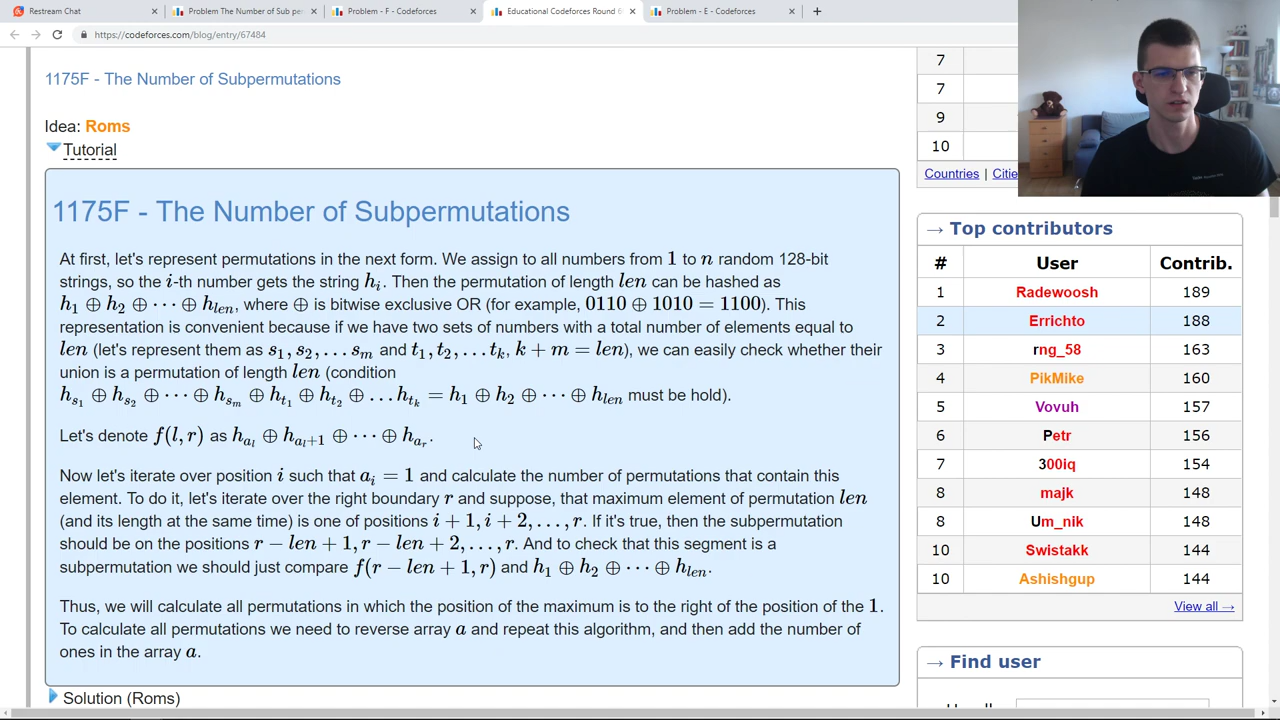 Restream Chat
Problem The Number of Sub perm
Problem - F - Codeforces
Educational Codeforces Round 6
Problem - E - Codeforces
https://codeforces.com/blog/entry/67484
1175F - The Number of Subpermutations
Idea: Roms
Tutorial
1175F - The Number of Subpermutations
At first, let's represent permutations in the next form. We assign to all numbers from 1 to n random 128-bit
strings, so the i-th number gets the string h_i. Then the permutation of length len can be hashed as
h_1 ⊕ h_2 ⊕ ⋯ ⊕ h_len, where ⊕ is bitwise exclusive OR (for example, 0110 ⊕ 1010 = 1100). This
representation is convenient because if we have two sets of numbers with a total number of elements equal to
len (let's represent them as s_1, s_2, … s_m and t_1, t_2, … t_k, k + m = len), we can easily check whether their
union is a permutation of length len (condition
h_{s_1} ⊕ h_{s_2} ⊕ ⋯ ⊕ h_{s_m} ⊕ h_{t_1} ⊕ h_{t_2} ⊕ … h_{t_k} = h_1 ⊕ h_2 ⊕ ⋯ ⊕ h_len must be hold).
Let's denote f(l, r) as h_{a_l} ⊕ h_{a_l+1} ⊕ ⋯ ⊕ h_{a_r}.
Now let's iterate over position i such that a_i = 1 and calculate the number of permutations that contain this
element. To do it, let's iterate over the right boundary r and suppose, that maximum element of permutation len
(and its length at the same time) is one of positions i + 1, i + 2, …, r. If it's true, then the subpermutation
should be on the positions r − len + 1, r − len + 2, …, r. And to check that this segment is a
subpermutation we should just compare f(r − len + 1, r) and h_1 ⊕ h_2 ⊕ ⋯ ⊕ h_len.
Thus, we will calculate all permutations in which the position of the maximum is to the right of the position of the 1.
To calculate all permutations we need to reverse array a and repeat this algorithm, and then add the number of
ones in the array a.
Solution (Roms)
7
7
9
10
Countries | Citie
→ Top contributors
# User Contrib.
1 Radewoosh 189
2 Errichto 188
3 rng_58 163
4 PikMike 160
5 Vovuh 157
6 Petr 156
7 300iq 154
8 majk 148
8 Um_nik 148
10 Swistakk 144
10 Ashishgup 144
View all →
→ Find user